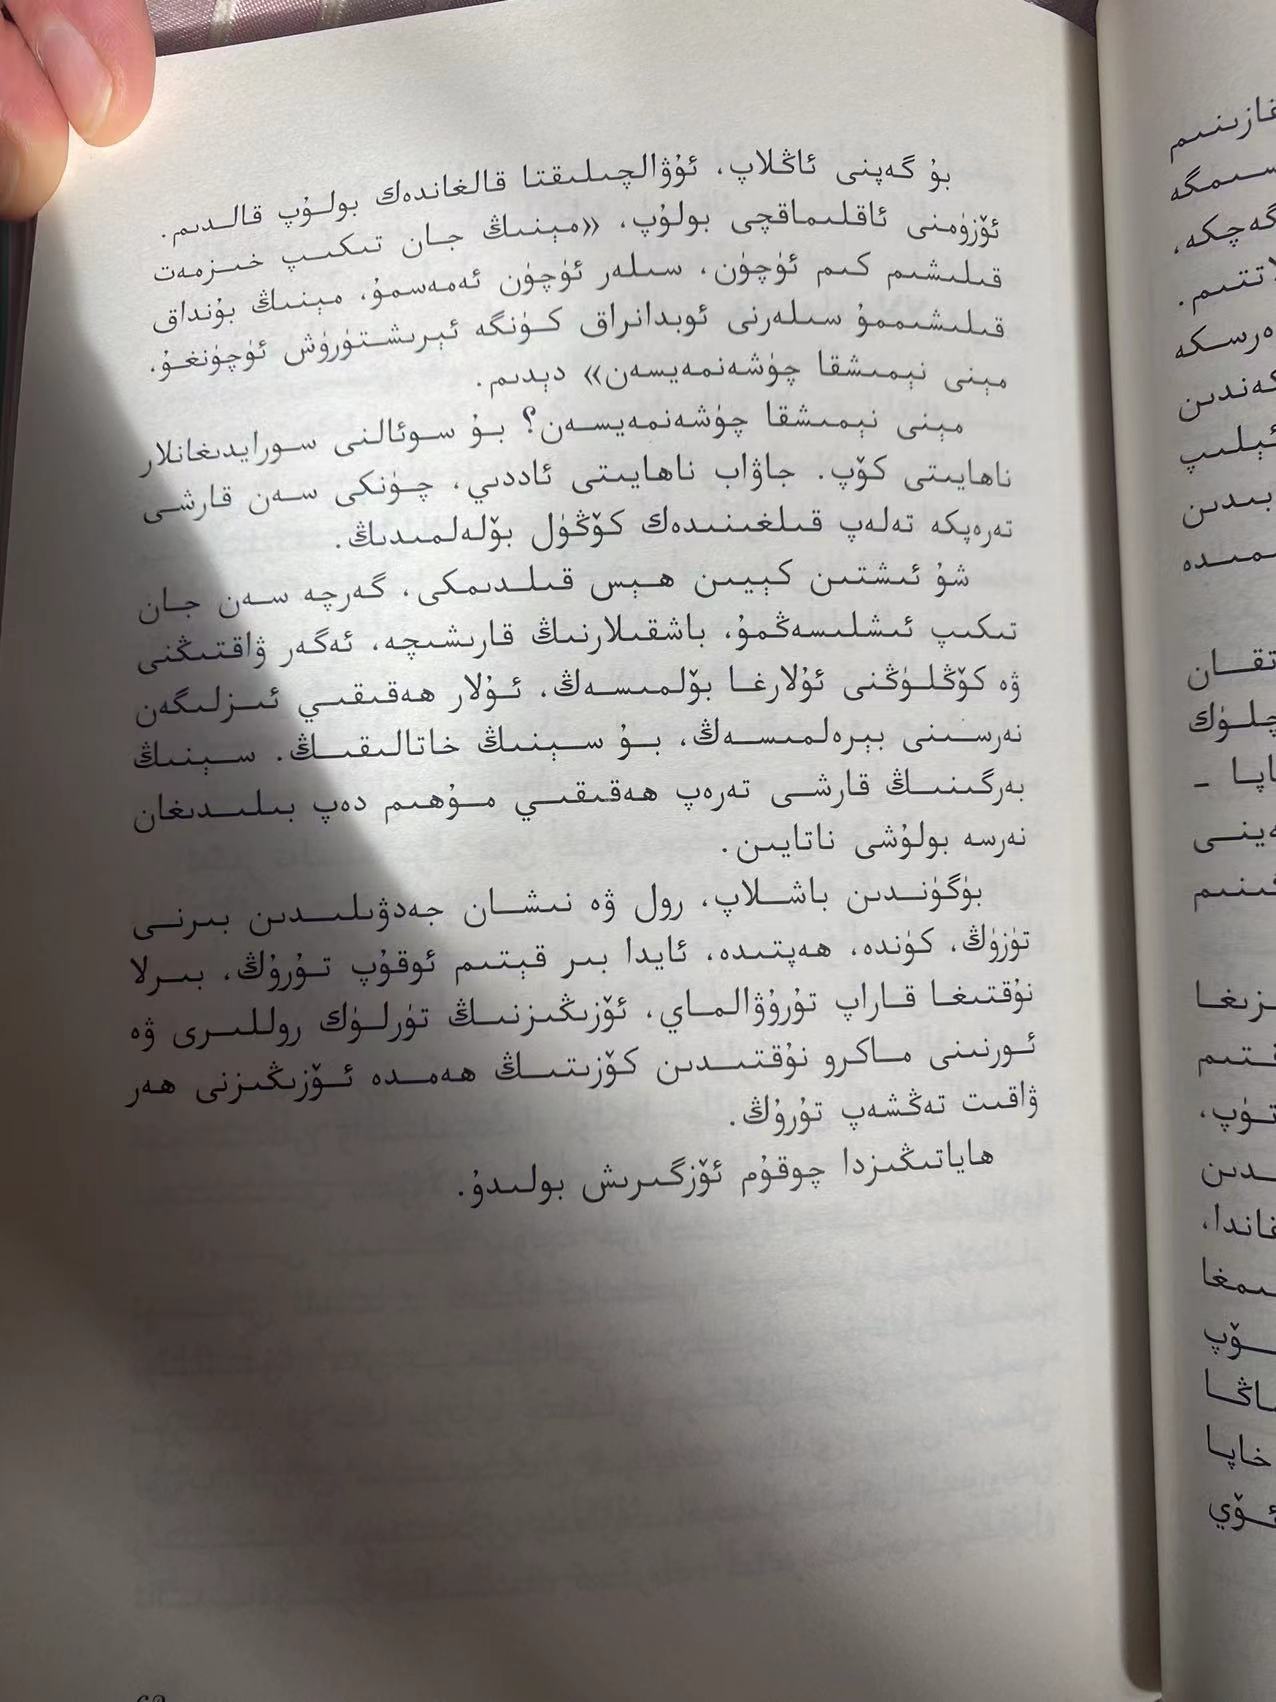 بۇ گەپنى ئاڭلاپ، ئۇۋالچىلىقتا قالغاندەك بولۇپ قالدىم.
ئۆزۈمنى ئاقلىماقچى بولۇپ، «مېنىڭ جان تىكىپ خىزمەت
قىلىشىم كىم ئۈچۈن، سىلەر ئۈچۈن ئەمەسمۇ، مېنىڭ بۇنداق
قىلىشىممۇ سىلەرنى ئوبدانراق كۈنگە ئېرىشتۈرۈش ئۈچۈنغۇ،
مېنى نېمىشقا چۈشەنمەيسەن» دېدىم.
مېنى نېمىشقا چۈشەنمەيسەن؟ بۇ سوئالنى سورايدىغانلار
ناھايىتى كۆپ. جاۋاب ناھايىتى ئاددىي، چۈنكى سەن قارشى
تەرەپكە تەلەپ قىلغىنىدەك كۆڭۈل بۆلەلمىدىڭ.
شۇ ئىشتىن كېيىن ھېس قىلدىمكى، گەرچە سەن جان
تىكىپ ئىشلىسەڭمۇ، باشقىلارنىڭ قارىشىچە، ئەگەر ۋاقتىڭنى
ۋە كۆڭلۈڭنى ئۇلارغا بۆلمىسەڭ، ئۇلار ھەقىقىي ئىزلىگەن
نەرسىنى بېرەلمىسەڭ، بۇ سېنىڭ خاتالىقىڭ. سېنىڭ
بەرگىنىڭ قارشى تەرەپ ھەقىقىي مۇھىم دەپ بىلىدىغان
نەرسە بولۇشى ناتايىن.
بۈگۈندىن باشلاپ، رول ۋە نىشان جەدۋىلىدىن بىرنى
تۈزۈڭ، كۈندە، ھەپتىدە، ئايدا بىر قېتىم ئوقۇپ تۇرۇڭ، بىرلا
نۇقتىغا قاراپ تۇرۇۋالماي، ئۆزىڭىزنىڭ تۈرلۈك روللىرى ۋە
ئورنىنى ماكرو نۇقتىدىن كۆزىتىڭ ھەمدە ئۆزىڭىزنى ھەر
ۋاقىت تەڭشەپ تۇرۇڭ.
ھاياتىڭىزدا چوقۇم ئۆزگىرىش بولىدۇ.